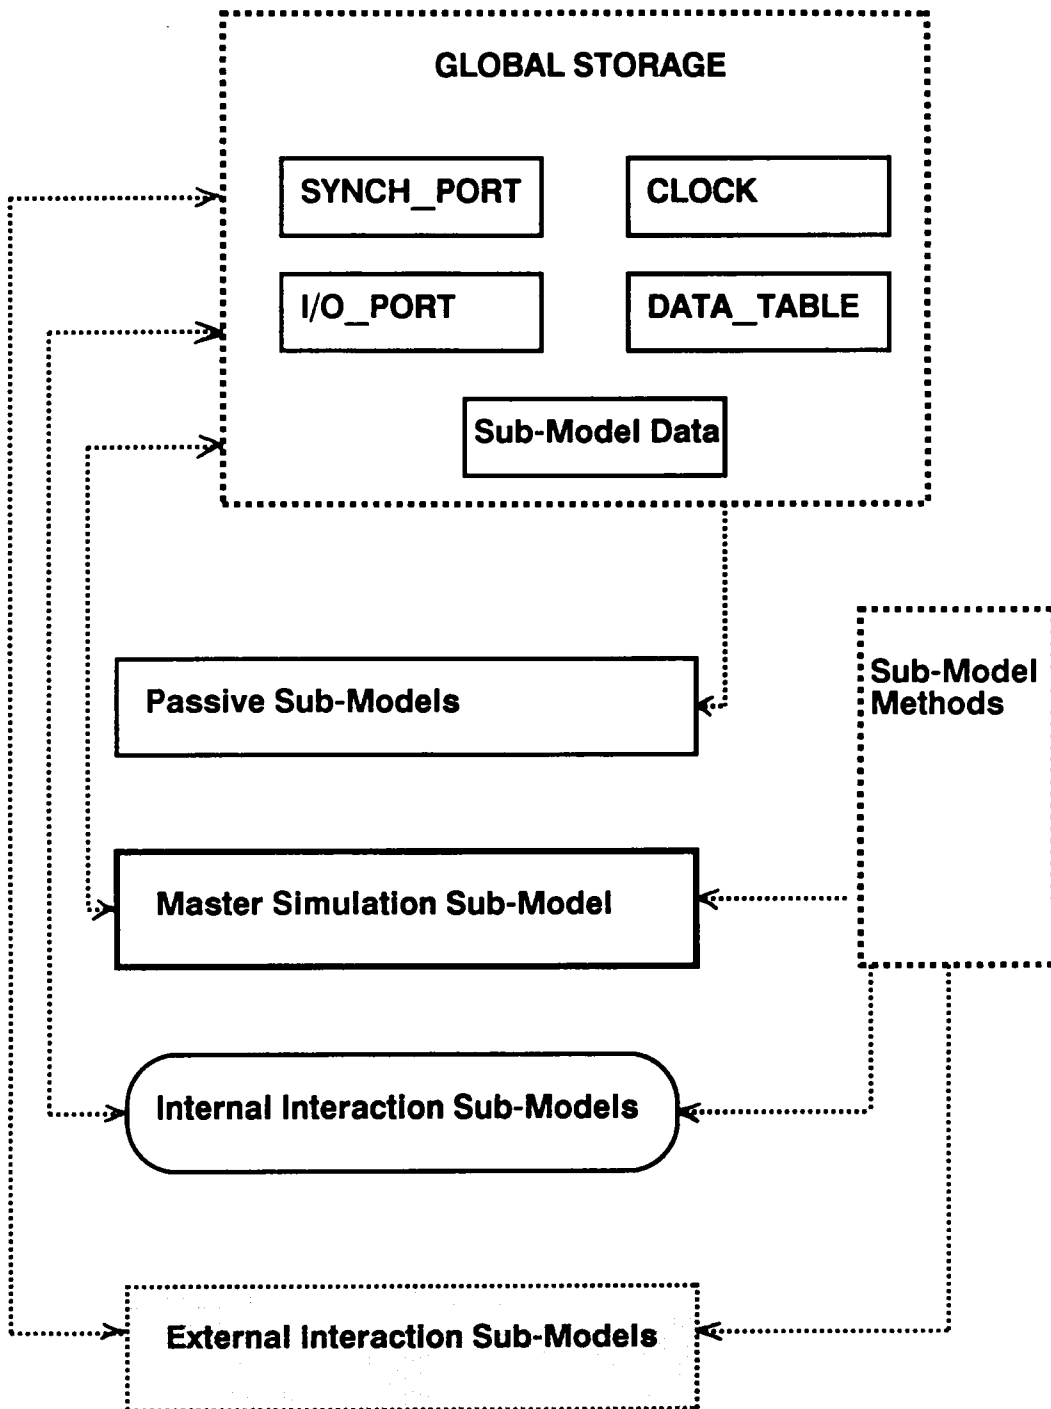 GLOBAL STORAGE
SYNCH_PORT
CLOCK
I/O_PORT
DATA_TABLE
Sub-Model Data
Sub-Model
Methods
Passive Sub-Models
Master Simulation Sub-Model
Internal Interaction Sub-Models
External Interaction Sub-Models